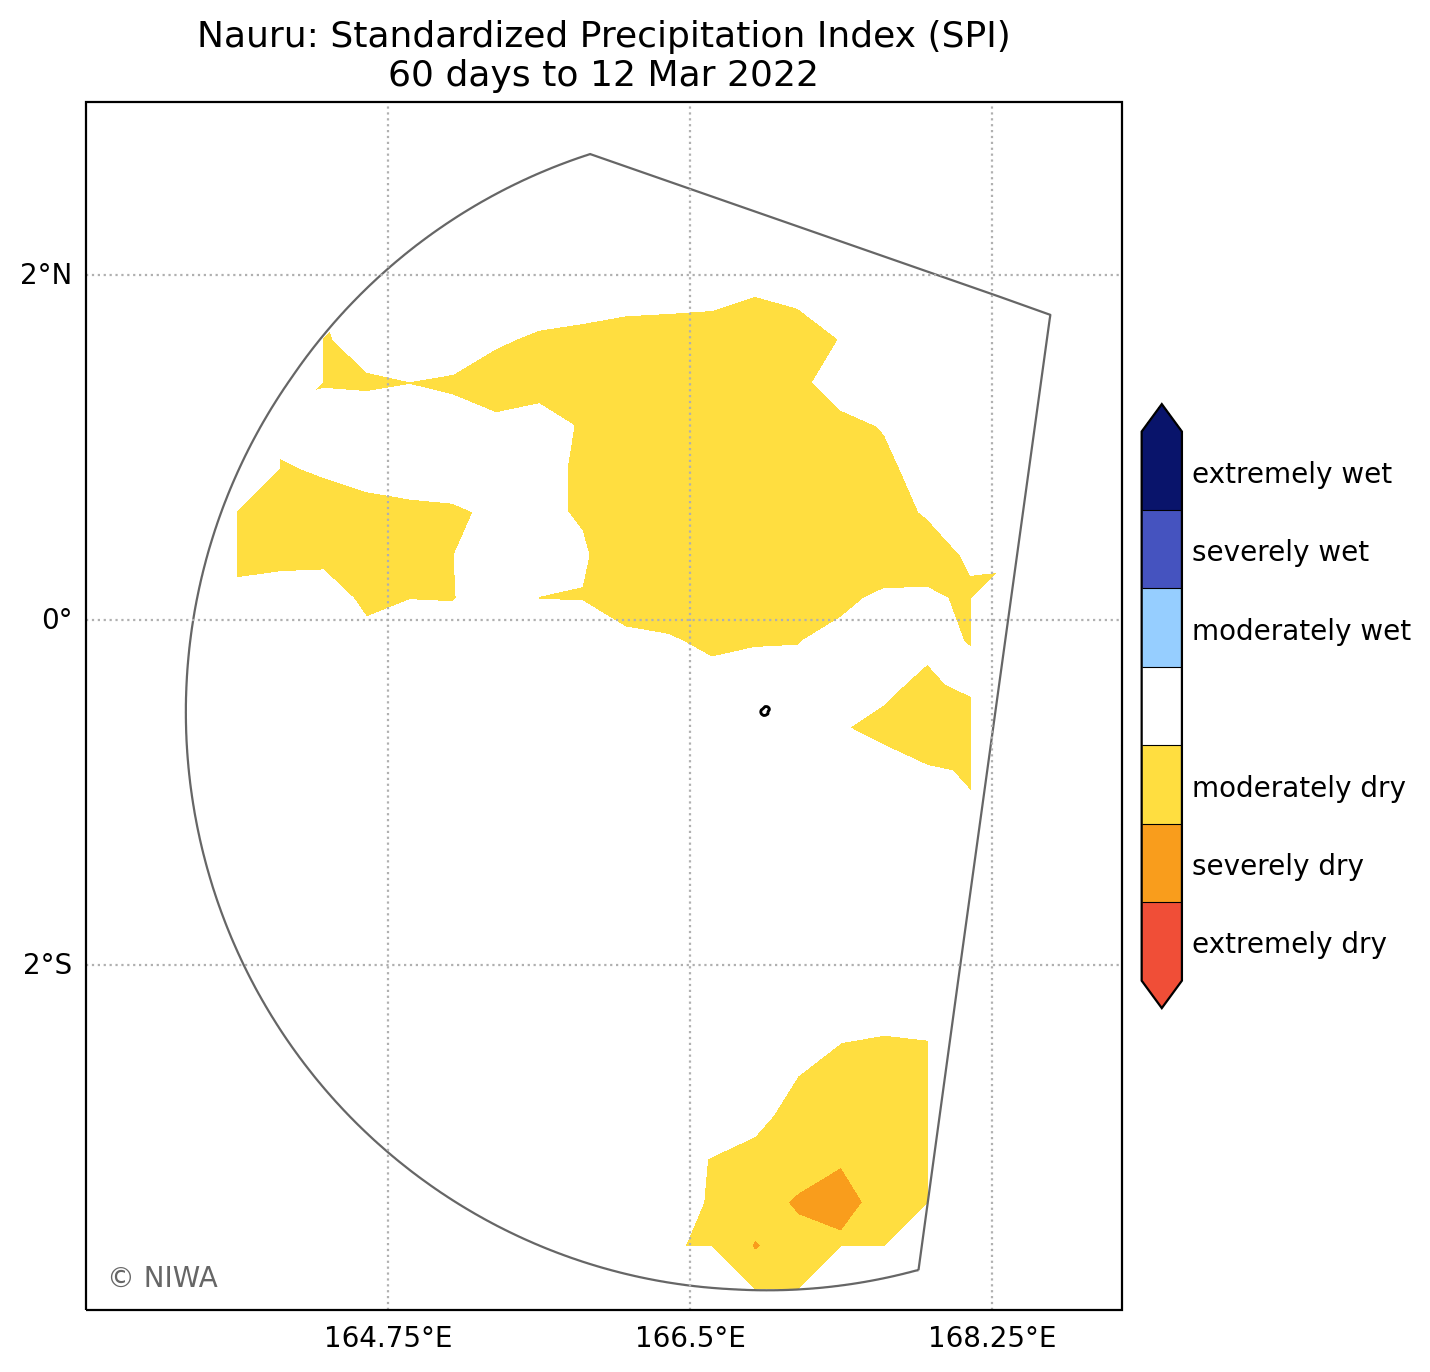 Nauru: Standardized Precipitation Index (SPI)
60 days to 12 Mar 2022
2°N
0°
2°S
164.75°E
166.5°E
168.25°E
extremely wet
severely wet
moderately wet
moderately dry
severely dry
extremely dry
© NIWA